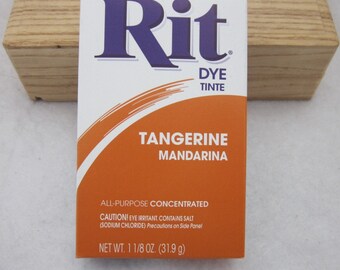 Rit®
DYE
TINTE
TANGERINE
MANDARINA
ALL-PURPOSE CONCENTRATED
CAUTION! EYE IRRITANT. CONTAINS SALT
(SODIUM CHLORIDE) Precautions on Side Panel
NET WT. 1 1/8 OZ. (31.9 g)